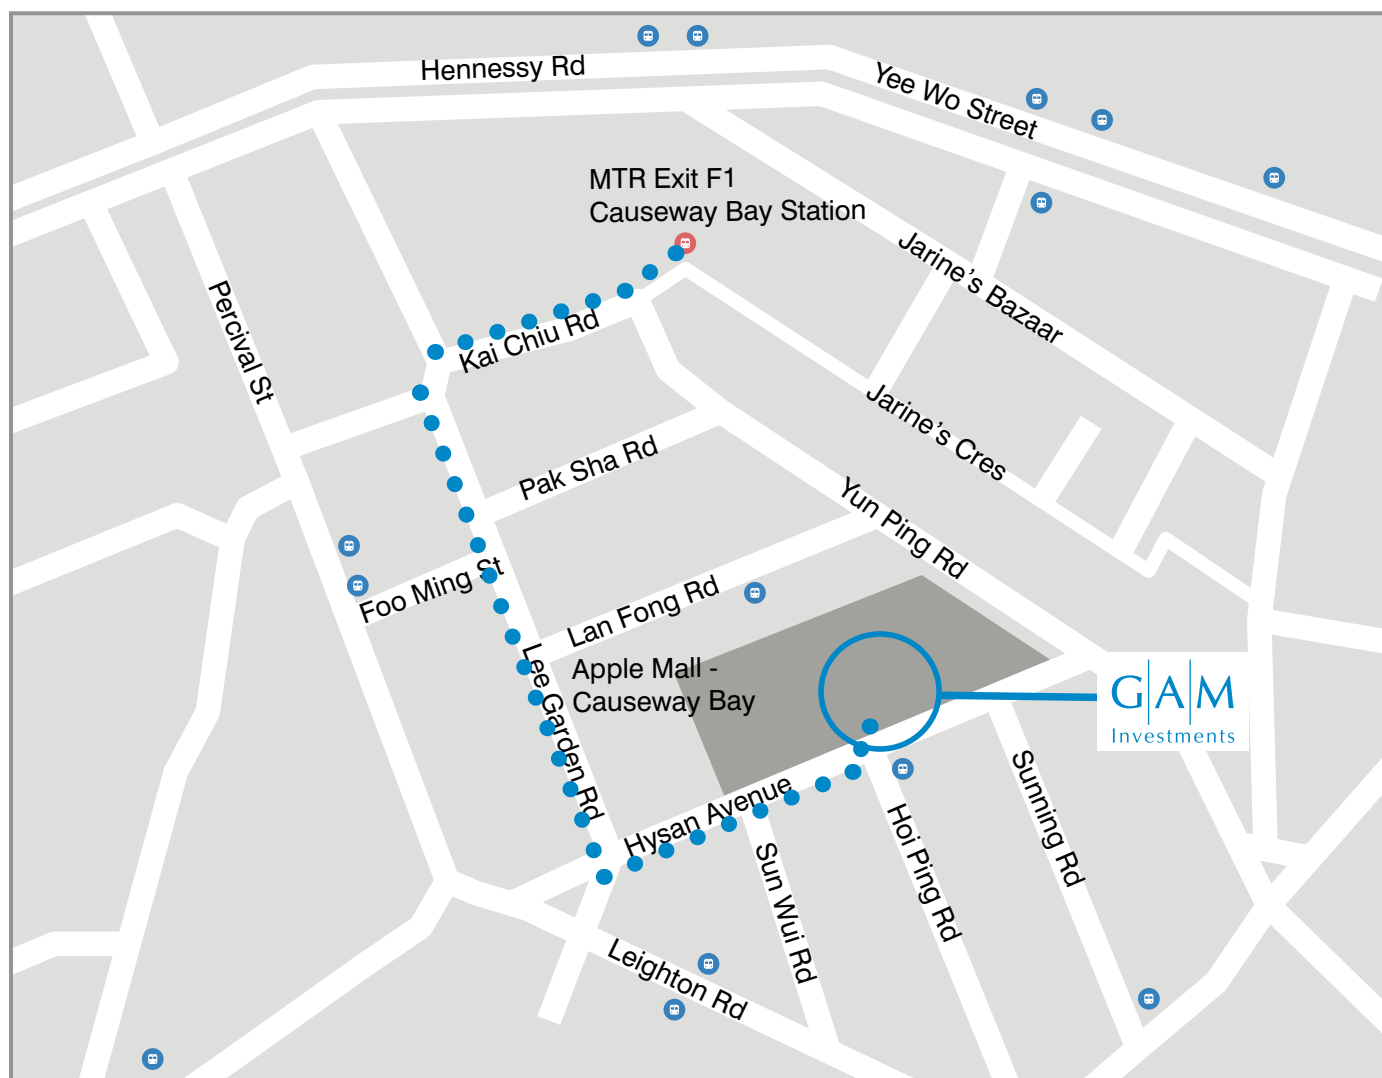 Hennessy Rd
Yee Wo Street
MTR Exit F1
Causeway Bay Station
Jarine's Bazaar
Percival St
Kai Chiu Rd
Jarine's Cres
Pak Sha Rd
Yun Ping Rd
Foo Ming St
Lan Fong Rd
Lee Garden Rd
Apple Mall -
Causeway Bay
G|A|M
Investments
Hysan Avenue
Sunning Rd
Hoi Ping Rd
Sun Wui Rd
Leighton Rd